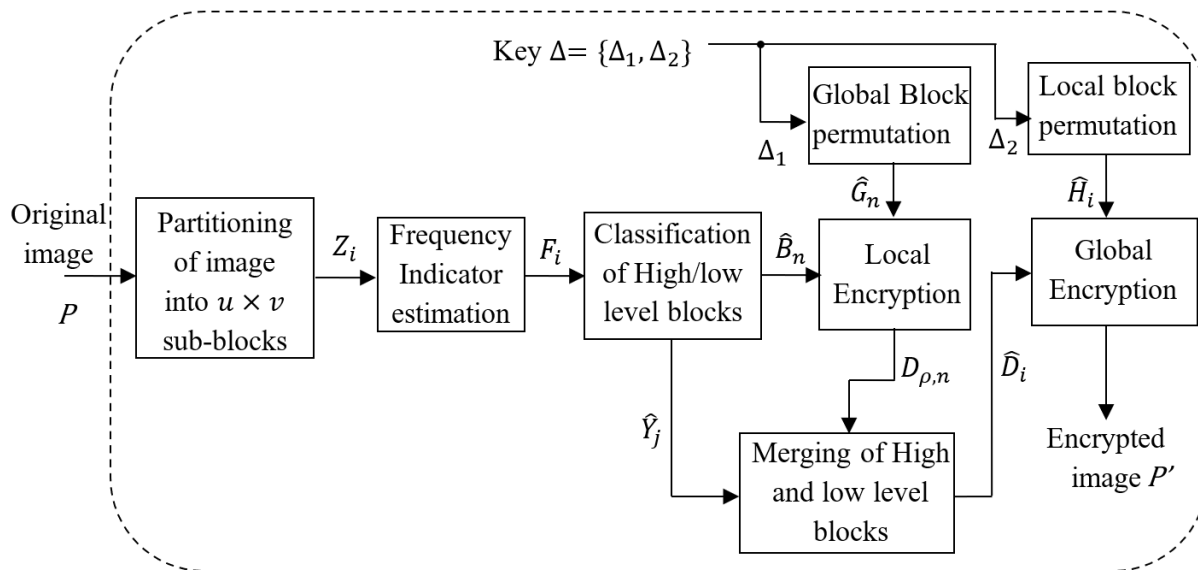 Key Δ= {Δ₁, Δ₂}
Global Block
permutation
Local block
permutation
Δ₁
Δ₂
Ĝₙ
Ĥᵢ
Original
image
P
Partitioning
of image
into u × v
sub-blocks
Zᵢ
Frequency
Indicator
estimation
Fᵢ
Classification
of High/low
level blocks
B̂ₙ
Local
Encryption
Global
Encryption
D_{ρ,n}
D̂ᵢ
Ŷⱼ
Merging of High
and low level
blocks
Encrypted
image P'